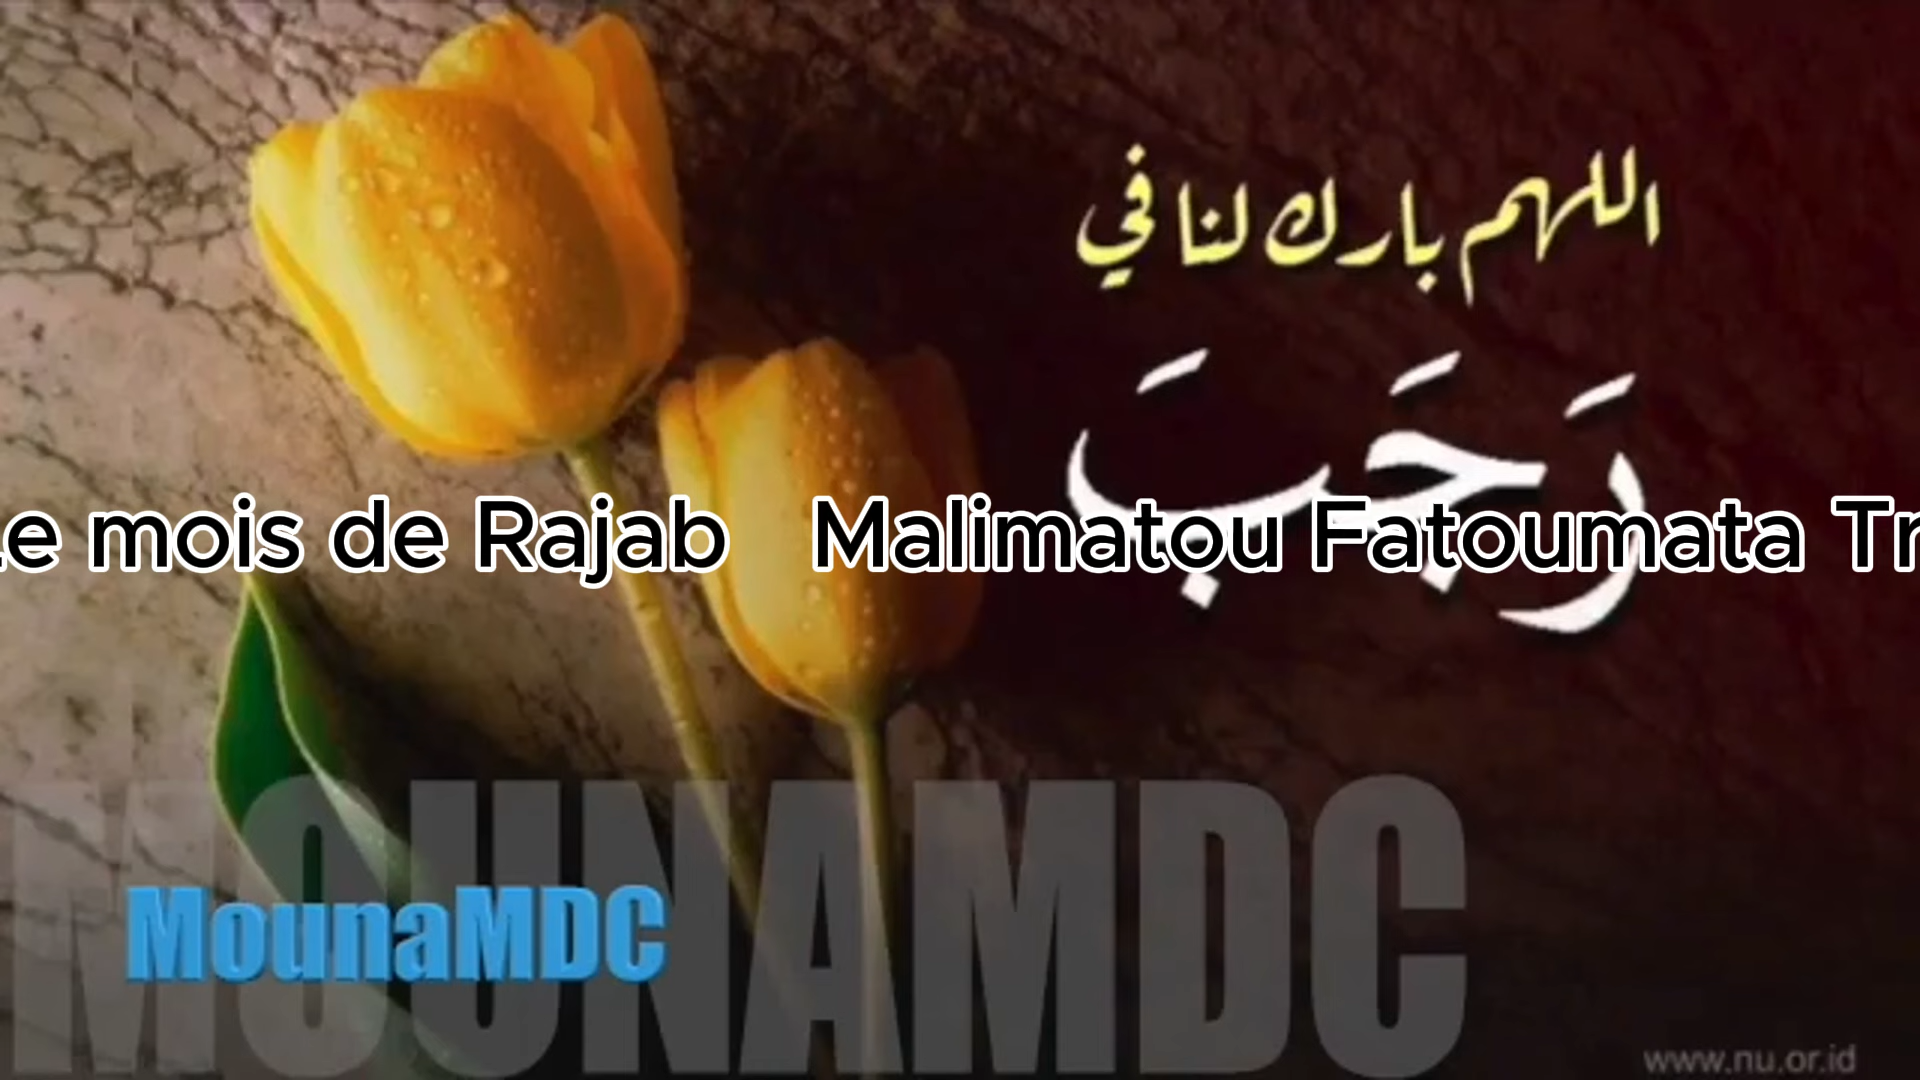 اللهم بارك لنا في
رَجَبَ
Le mois de Rajab Malimatou Fatoumata Tr
MOUNAMDC
MounaMDC
www.nu.or.id